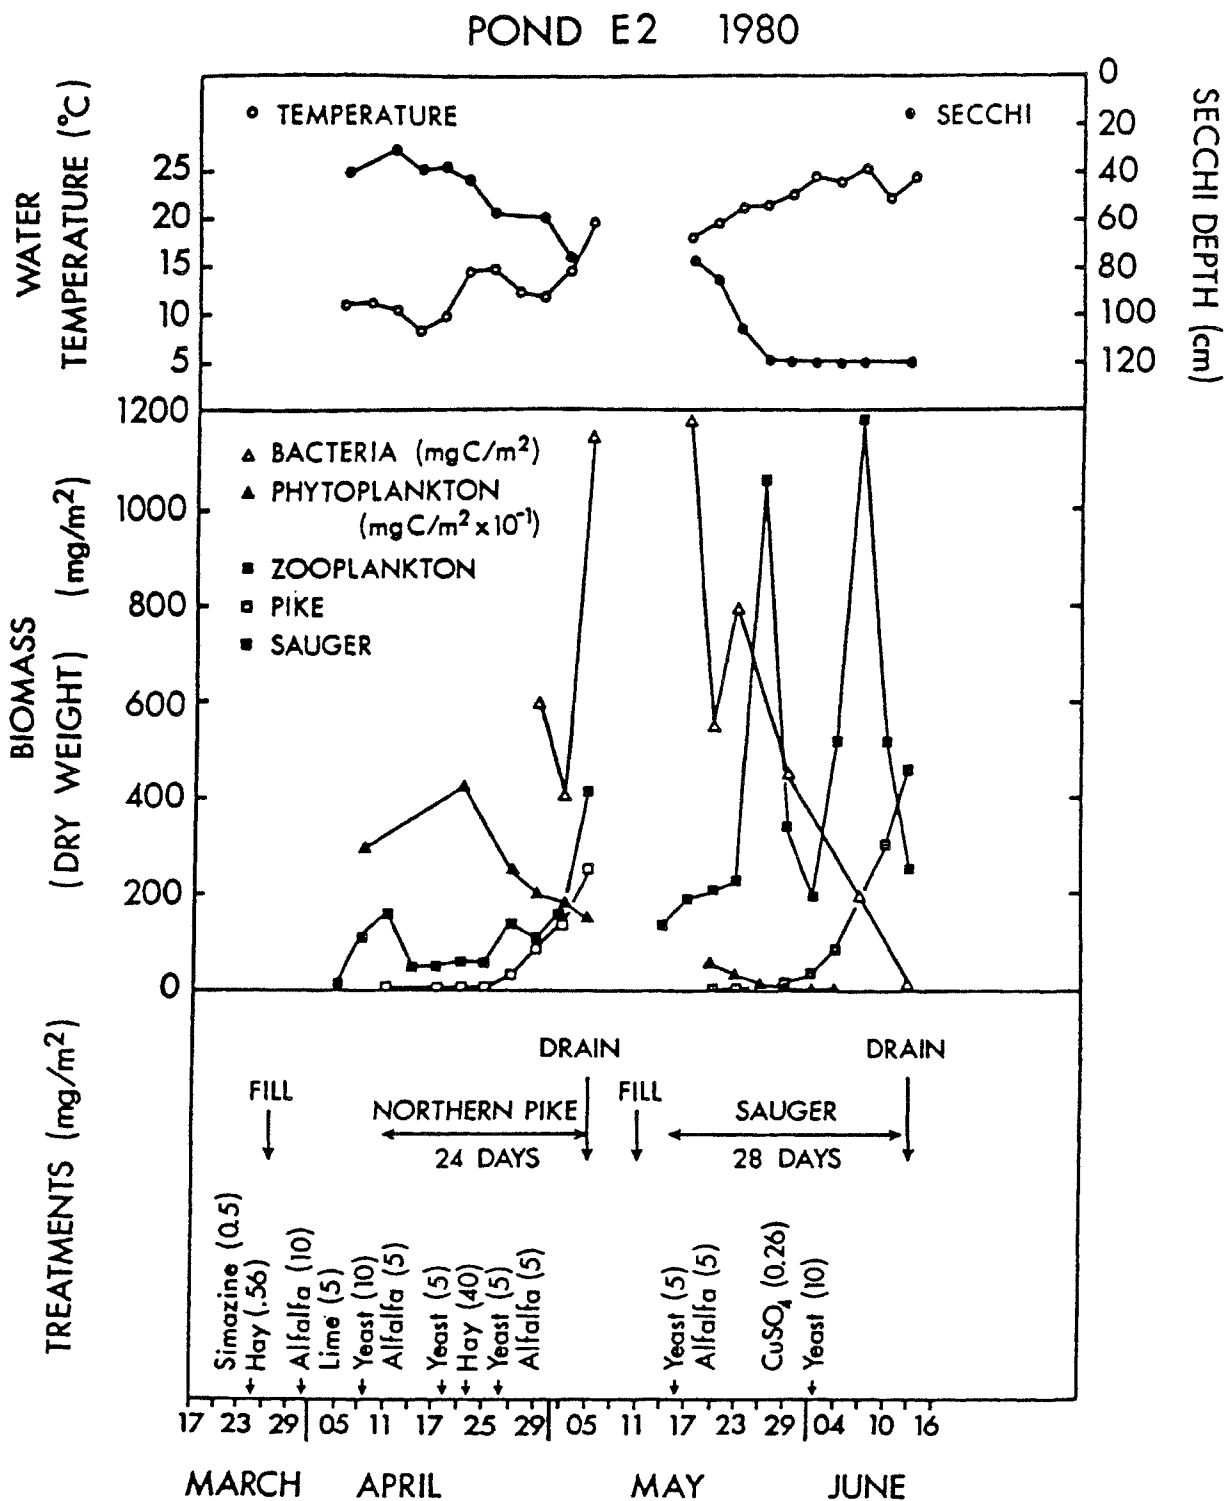 POND E2 1980
WATER
TEMPERATURE (°C)
25
20
15
10
5
TEMPERATURE
SECCHI
0
20
40
60
80
100
120
SECCHI DEPTH (cm)
BIOMASS
(DRY WEIGHT) (mg/m²)
1200
1000
800
600
400
200
0
BACTERIA (mgC/m²)
PHYTOPLANKTON
(mgC/m²x10⁻¹)
ZOOPLANKTON
PIKE
SAUGER
TREATMENTS (mg/m²)
FILL
DRAIN
NORTHERN PIKE
24 DAYS
FILL
DRAIN
SAUGER
28 DAYS
Simazine (0.5)
Hay (.56)
Alfalfa (10)
Lime (5)
Yeast (10)
Alfalfa (5)
Yeast (5)
Hay (40)
Yeast (5)
Alfalfa (5)
Yeast (5)
Alfalfa (5)
CuSO₄ (0.26)
Yeast (10)
17 23 29 05 11 17 23 29 05 11 17 23 29 04 10 16
MARCH APRIL MAY JUNE